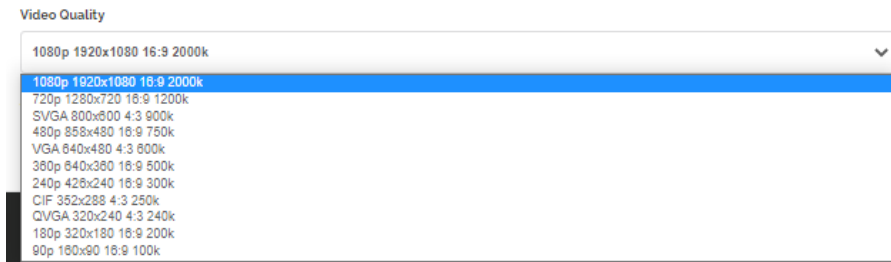 Video Quality
1080p 1920x1080 16:9 2000k
1080p 1920x1080 16:9 2000k
720p 1280x720 16:9 1200k
SVGA 800x600 4:3 900k
480p 858x480 16:9 750k
VGA 640x480 4:3 600k
360p 640x360 16:9 500k
240p 426x240 16:9 300k
CIF 352x288 4:3 250k
QVGA 320x240 4:3 240k
180p 320x180 16:9 200k
90p 160x90 16:9 100k